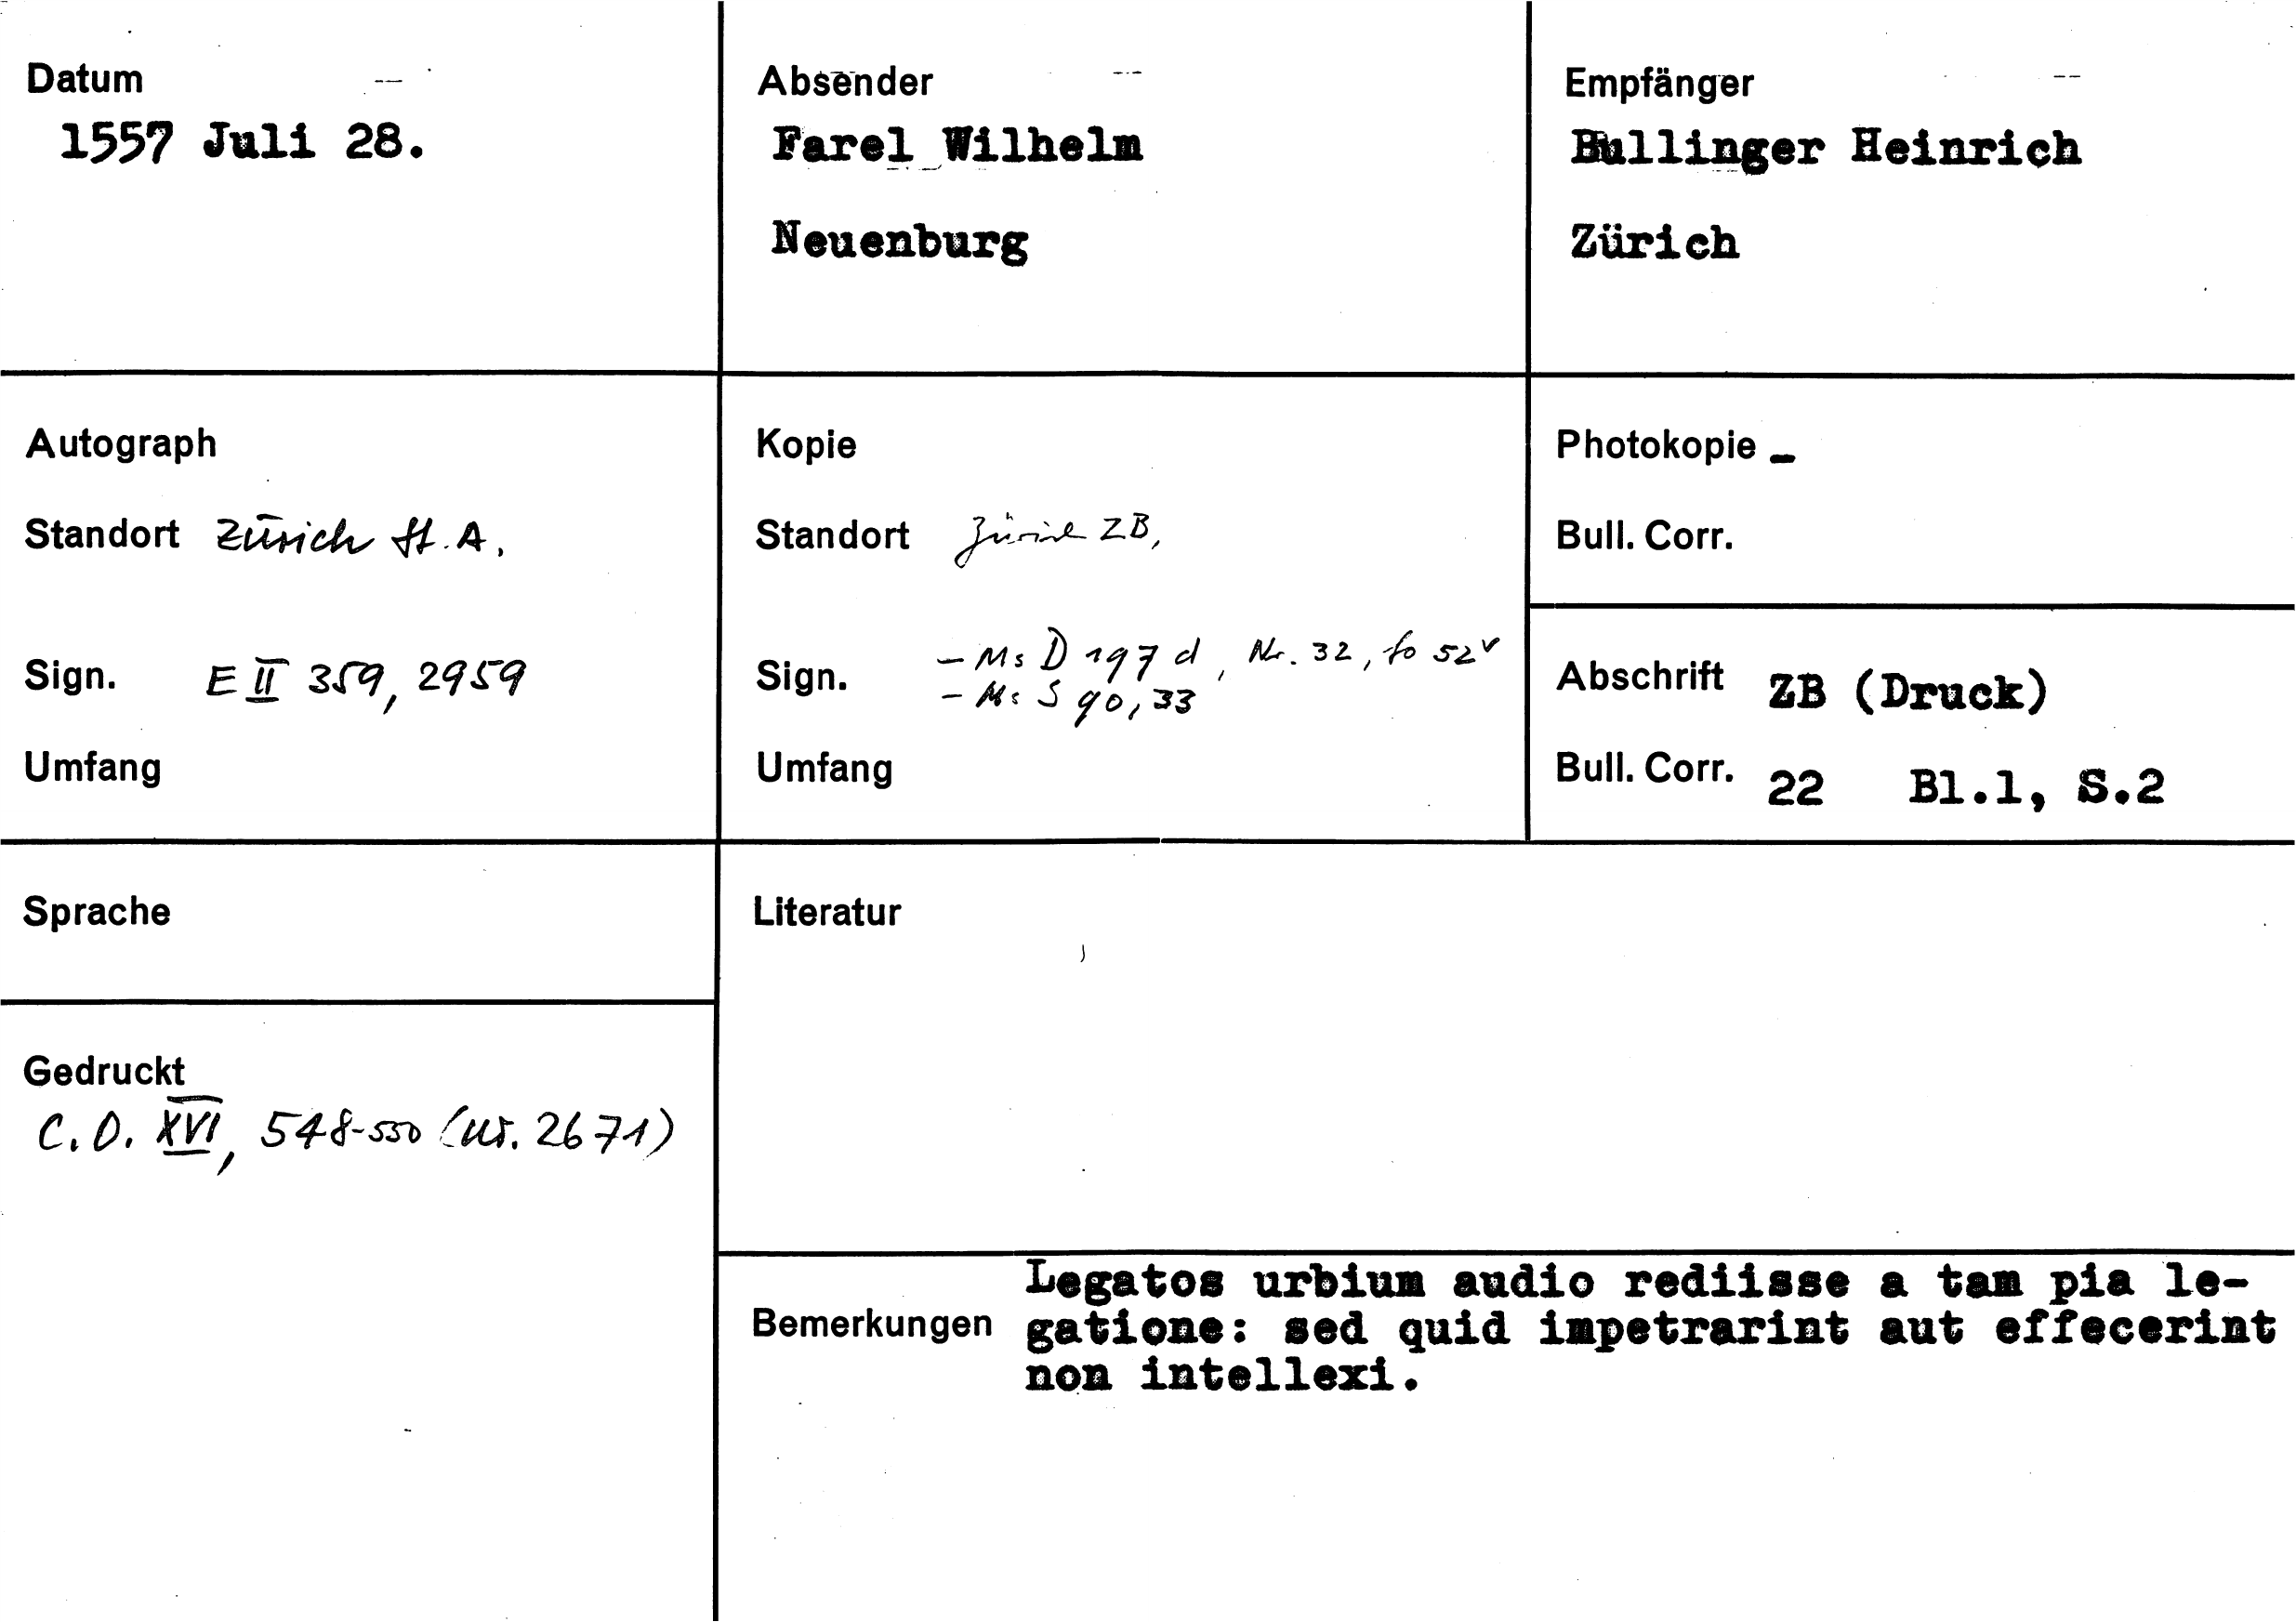 Datum
1557 Juli 28.
Absender
Farel Wilhelm
Neuenburg
Empfänger
Bullinger Heinrich
Zürich
Autograph
Standort Zürich St.A.
Sign. E II 359, 2959
Umfang
Kopie
Standort Zürich ZB,
Sign. - Ms D 197 d, Nr. 32, fo 52v
- Ms S 90, 33
Umfang
Photokopie -
Bull. Corr.
Abschrift ZB (Druck)
Bull. Corr. 22 Bl.1, S.2
Sprache
Gedruckt
C.O. XVI, 548-550 (Nr. 2671)
Literatur
Bemerkungen
Legatos urbium audio rediisse a tam pia le-
gatione: sed quid impetrarint aut effecerint
non intellexi.